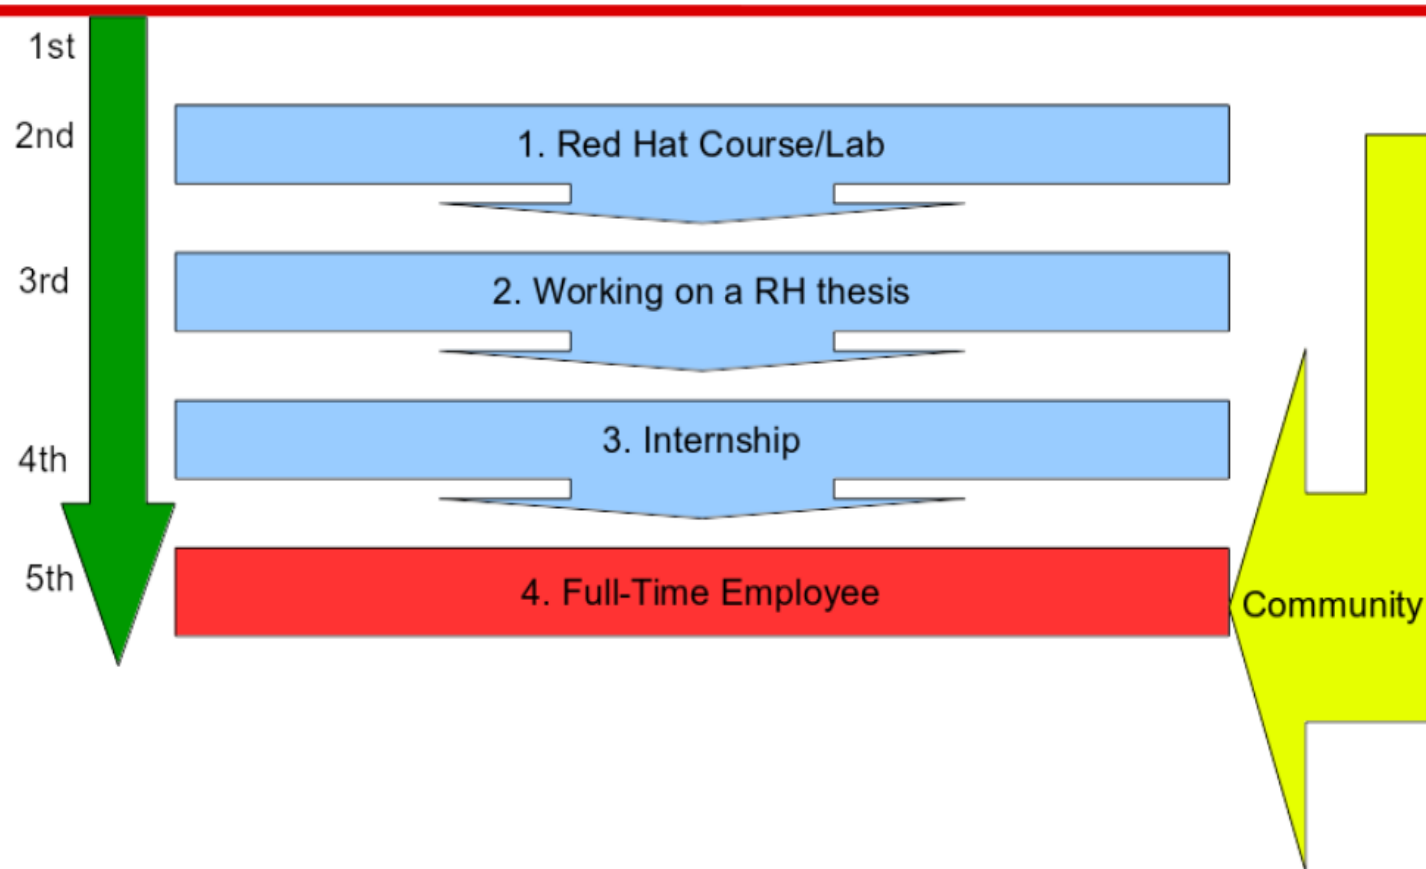 1st
2nd
1. Red Hat Course/Lab
3rd
2. Working on a RH thesis
4th
3. Internship
5th
4. Full-Time Employee
Community